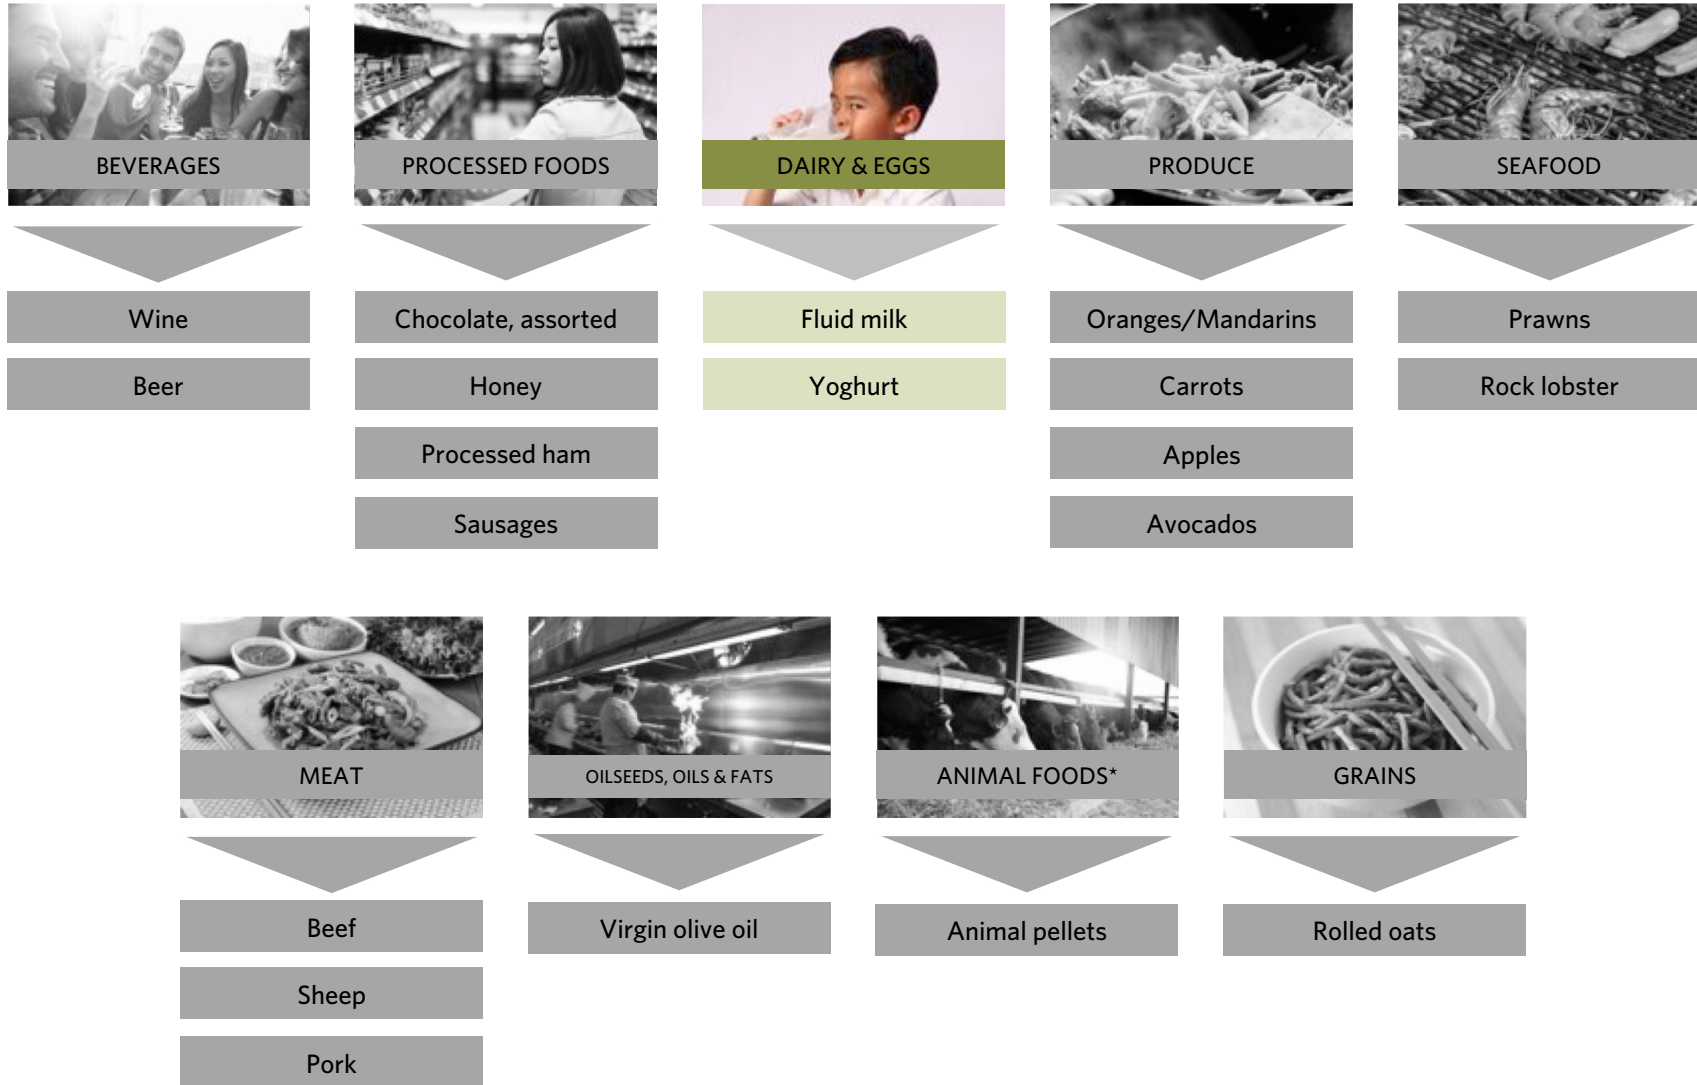 BEVERAGES
PROCESSED FOODS
DAIRY & EGGS
PRODUCE
SEAFOOD
Wine
Chocolate, assorted
Fluid milk
Oranges/Mandarins
Prawns
Beer
Honey
Yoghurt
Carrots
Rock lobster
Processed ham
Apples
Sausages
Avocados
MEAT
OILSEEDS, OILS & FATS
ANIMAL FOODS*
GRAINS
Beef
Virgin olive oil
Animal pellets
Rolled oats
Sheep
Pork